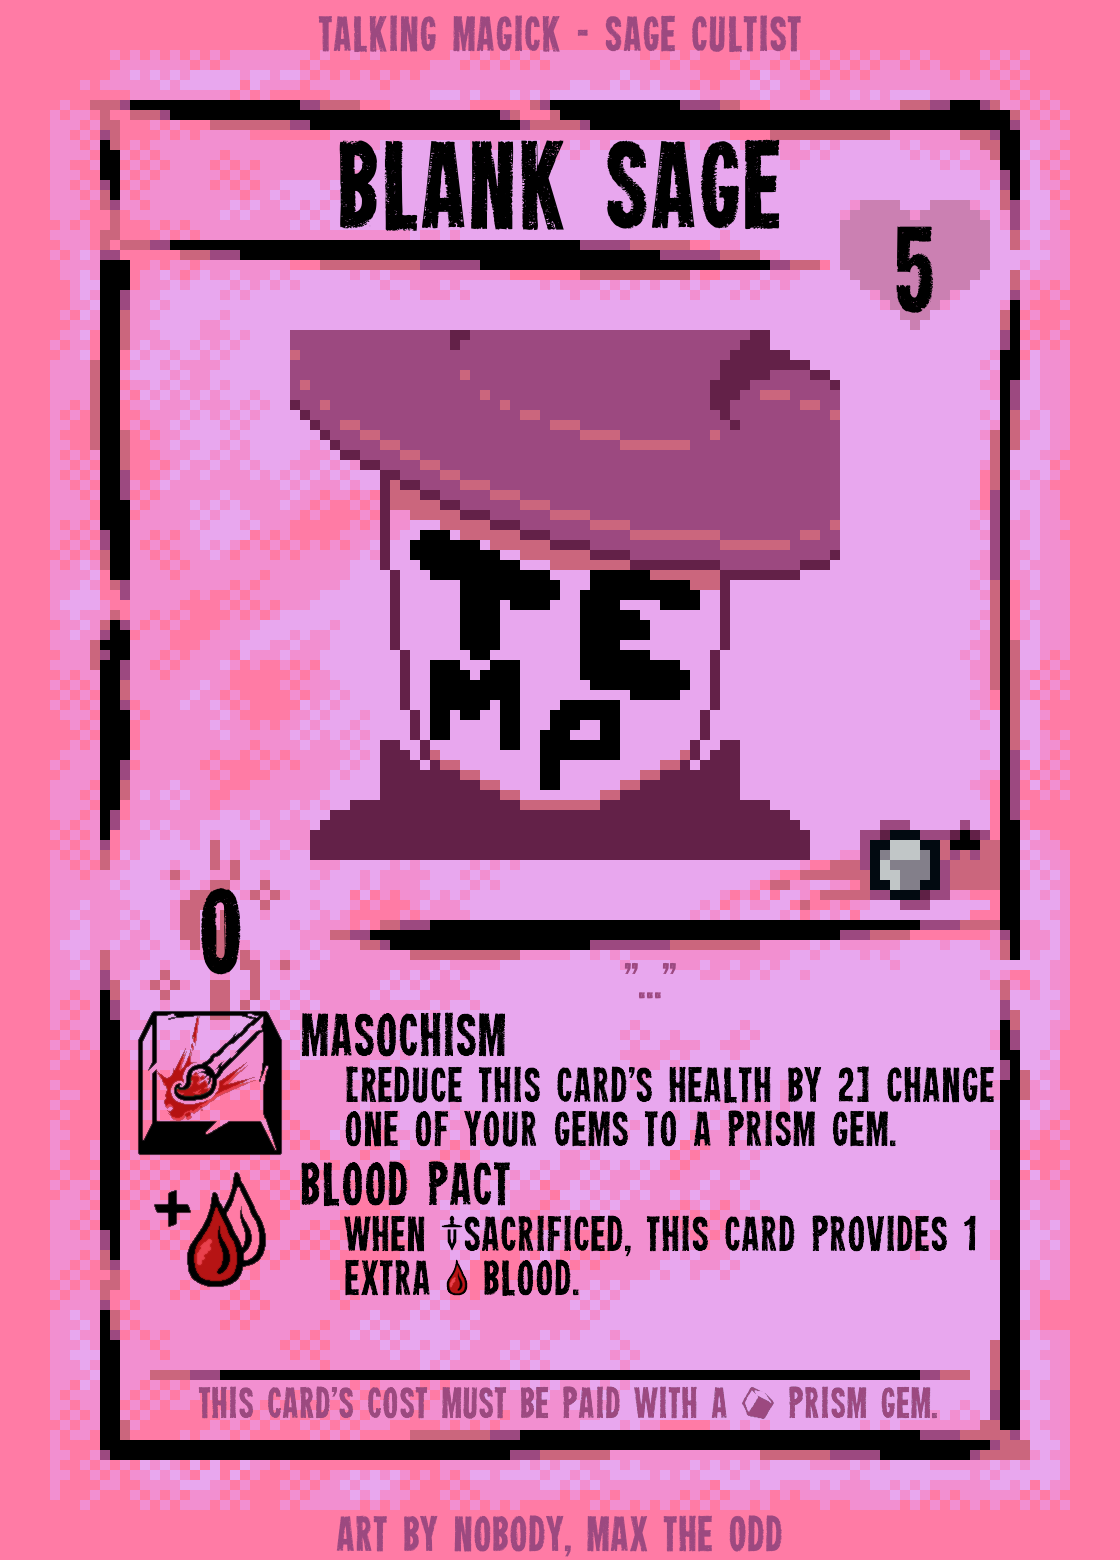 TALKING MAGICK - SAGE CULTIST
BLANK SAGE
5
TE
MP
0
” ”
...
MASOCHISM
[REDUCE THIS CARD'S HEALTH BY 2] CHANGE
ONE OF YOUR GEMS TO A PRISM GEM.
BLOOD PACT
+
WHEN SACRIFICED, THIS CARD PROVIDES 1
EXTRA BLOOD.
THIS CARD'S COST MUST BE PAID WITH A PRISM GEM.
ART BY NOBODY, MAX THE ODD